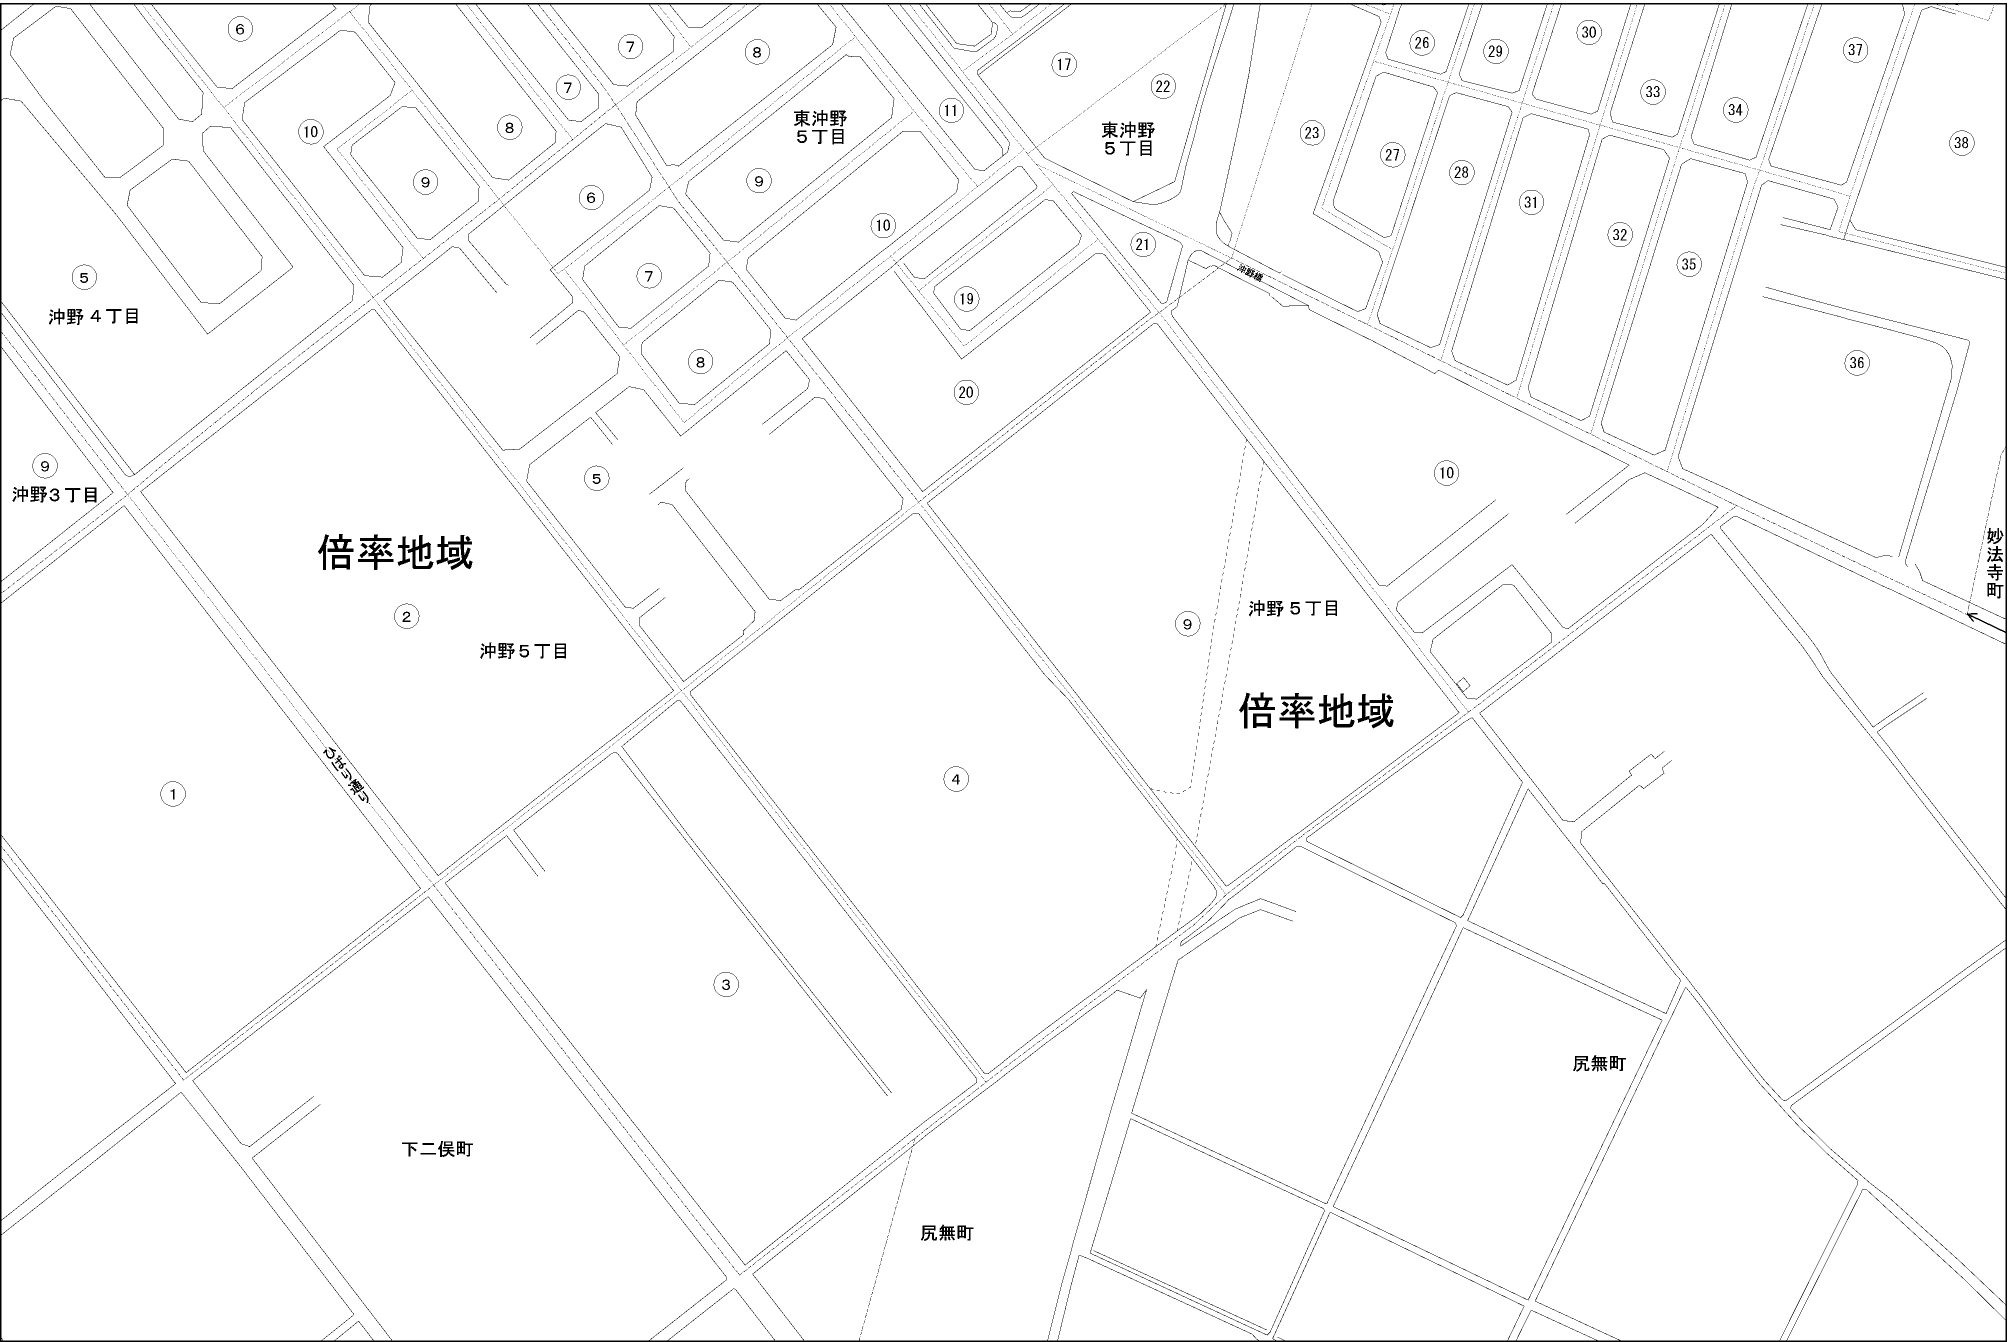 ⑥
⑦
⑧
⑰
㉖
㉙
㉚
㊲
⑦
㉒
㉝
㉞
⑩
⑧
東沖野
5丁目
⑪
東沖野
5丁目
㉓
㊳
⑨
⑥
⑨
㉗
㉘
⑩
㉛
㉜
⑤
沖野4丁目
⑦
㉑
沖野橋
㉟
⑲
⑧
⑳
㊱
⑨
沖野3丁目
⑤
⑩
倍率地域
妙法寺町
②
沖野5丁目
⑨
沖野5丁目
倍率地域
①
ひばり通り
④
③
尻無町
下二俣町
尻無町